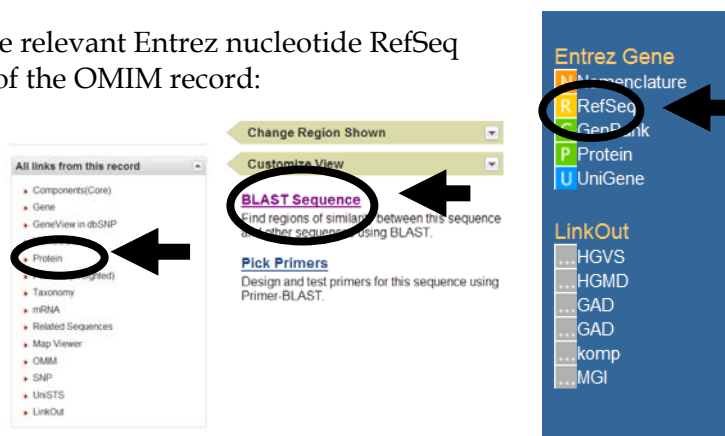 e relevant Entrez nucleotide RefSeq
of the OMIM record:
All links from this record
Components(Core)
Gene
GeneView in dbSNP
Protein
Taxonomy
mRNA
Related Sequences
Map Viewer
OMIM
SNP
UniSTS
LinkOut
Change Region Shown
Customize View
BLAST Sequence
Find regions of similarity between this sequence
and other sequences using BLAST.
Pick Primers
Design and test primers for this sequence using
Primer-BLAST.
Entrez Gene
N Nomenclature
R RefSeq
G GenBank
P Protein
U UniGene
LinkOut
...HGVS
...HGMD
...GAD
...GAD
...komp
...MGI